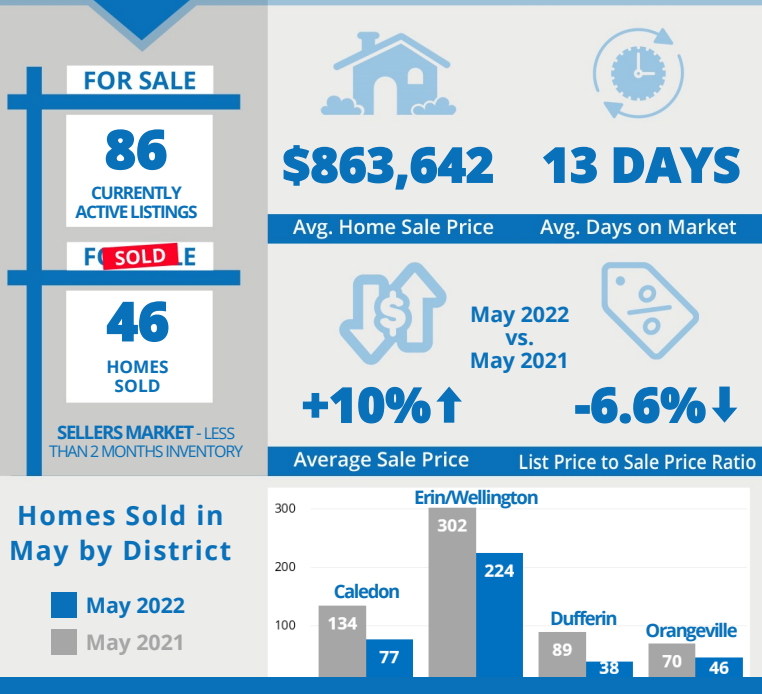 FOR SALE
86
CURRENTLY
ACTIVE LISTINGS
SOLD
46
HOMES
SOLD
SELLERS MARKET - LESS
THAN 2 MONTHS INVENTORY
$863,642
Avg. Home Sale Price
13 DAYS
Avg. Days on Market
May 2022
vs.
May 2021
+10%
Average Sale Price
-6.6%
List Price to Sale Price Ratio
Homes Sold in
May by District
May 2022
May 2021
300
200
100
Caledon
134
77
Erin/Wellington
302
224
Dufferin
89
38
Orangeville
70
46